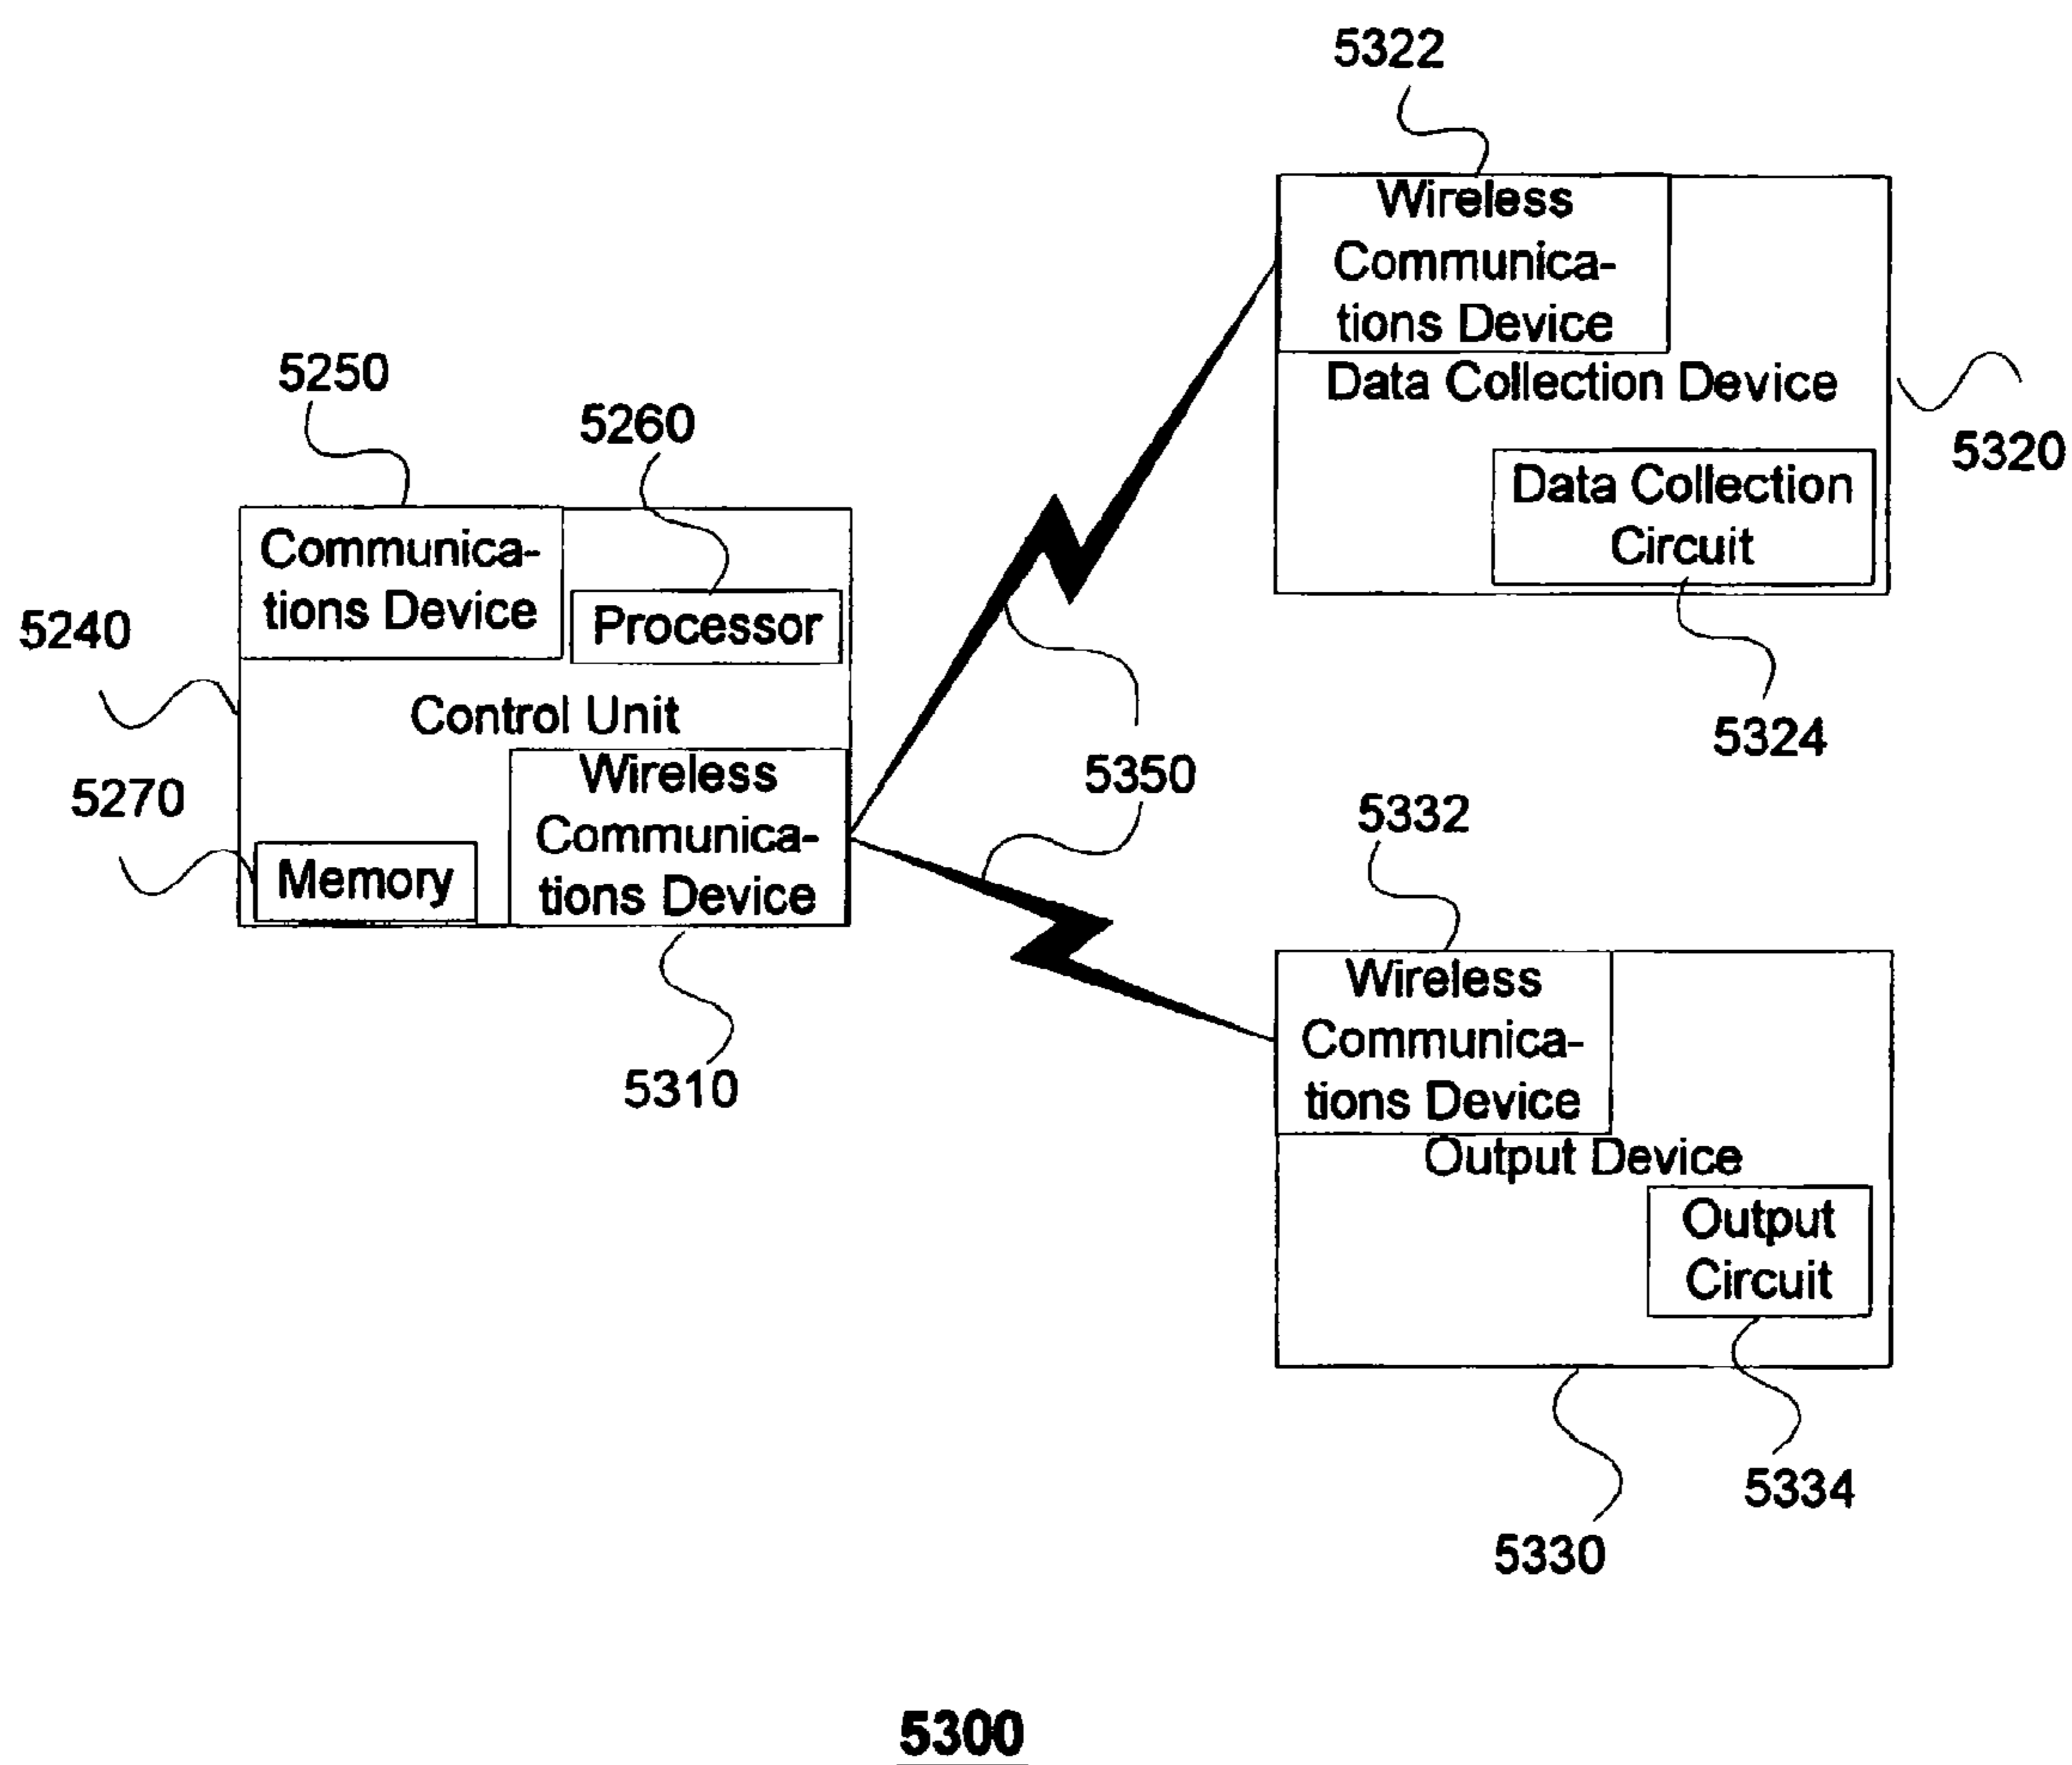 5322
Wireless
Communica-
tions Device
Data Collection Device
5320
Data Collection
Circuit
5324
5250
5260
Communica-
tions Device
Processor
5240
Control Unit
5270
Wireless
Communica-
tions Device
Memory
5310
5350
5332
Wireless
Communica-
tions Device
Output Device
Output
Circuit
5334
5330
5300